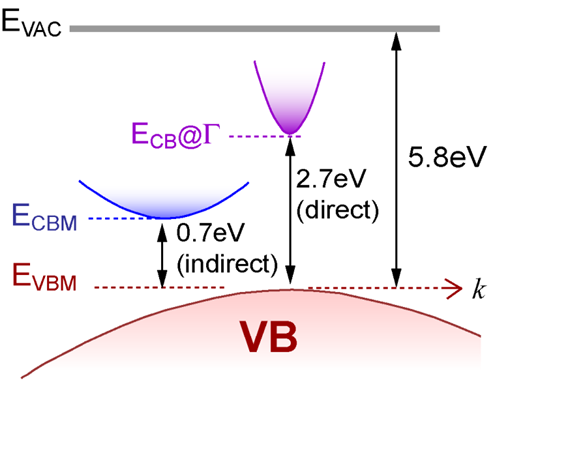 EVAC
ECB@Γ
5.8eV
2.7eV
(direct)
ECBM
0.7eV
(indirect)
EVBM
k
VB